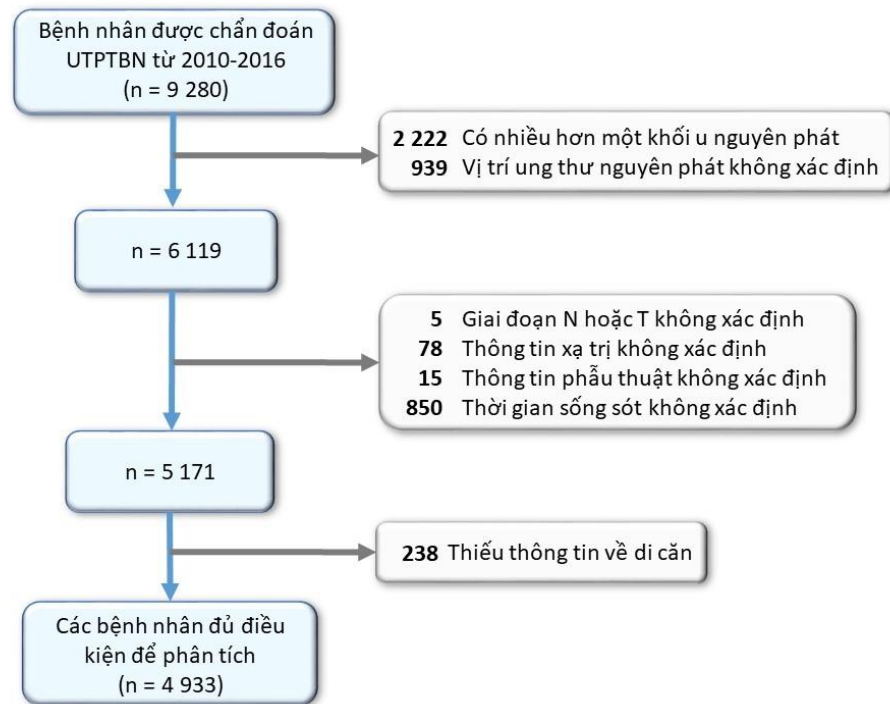 Bệnh nhân được chẩn đoán
UTPTBN từ 2010-2016
(n = 9 280)
2 222 Có nhiều hơn một khối u nguyên phát
939 Vị trí ung thư nguyên phát không xác định
n = 6 119
5 Giai đoạn N hoặc T không xác định
78 Thông tin xạ trị không xác định
15 Thông tin phẫu thuật không xác định
850 Thời gian sống sót không xác định
n = 5 171
238 Thiếu thông tin về di căn
Các bệnh nhân đủ điều
kiện để phân tích
(n = 4 933)